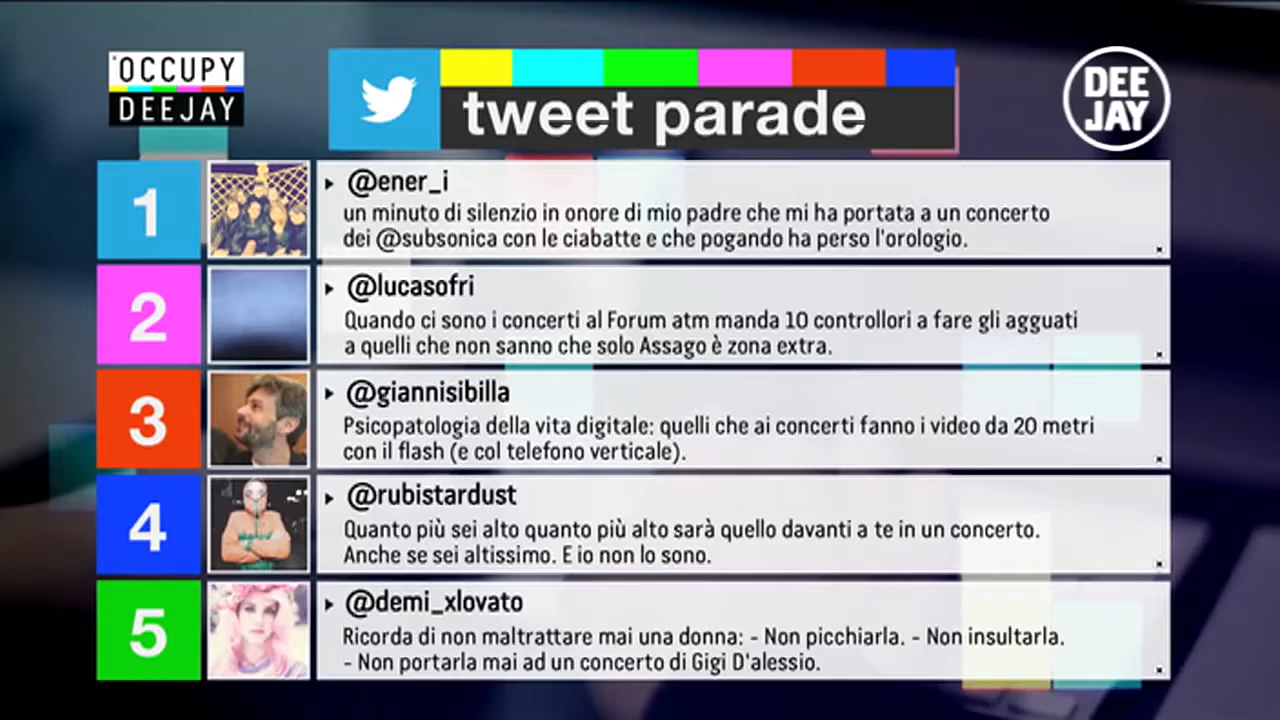 OCCUPY
DEEJAY
tweet parade
DEE
JAY
1
@ener_i
un minuto di silenzio in onore di mio padre che mi ha portata a un concerto
dei @subsonica con le ciabatte e che pogando ha perso l'orologio.
2
@lucasofri
Quando ci sono i concerti al Forum atm manda 10 controllori a fare gli agguati
a quelli che non sanno che solo Assago è zona extra.
3
@giannisibilla
Psicopatologia della vita digitale: quelli che ai concerti fanno i video da 20 metri
con il flash (e col telefono verticale).
4
@rubistardust
Quanto più sei alto quanto più alto sarà quello davanti a te in un concerto.
Anche se sei altissimo. E io non lo sono.
5
@demi_xlovato
Ricorda di non maltrattare mai una donna: - Non picchiarla. - Non insultarla.
- Non portarla mai ad un concerto di Gigi D'alessio.